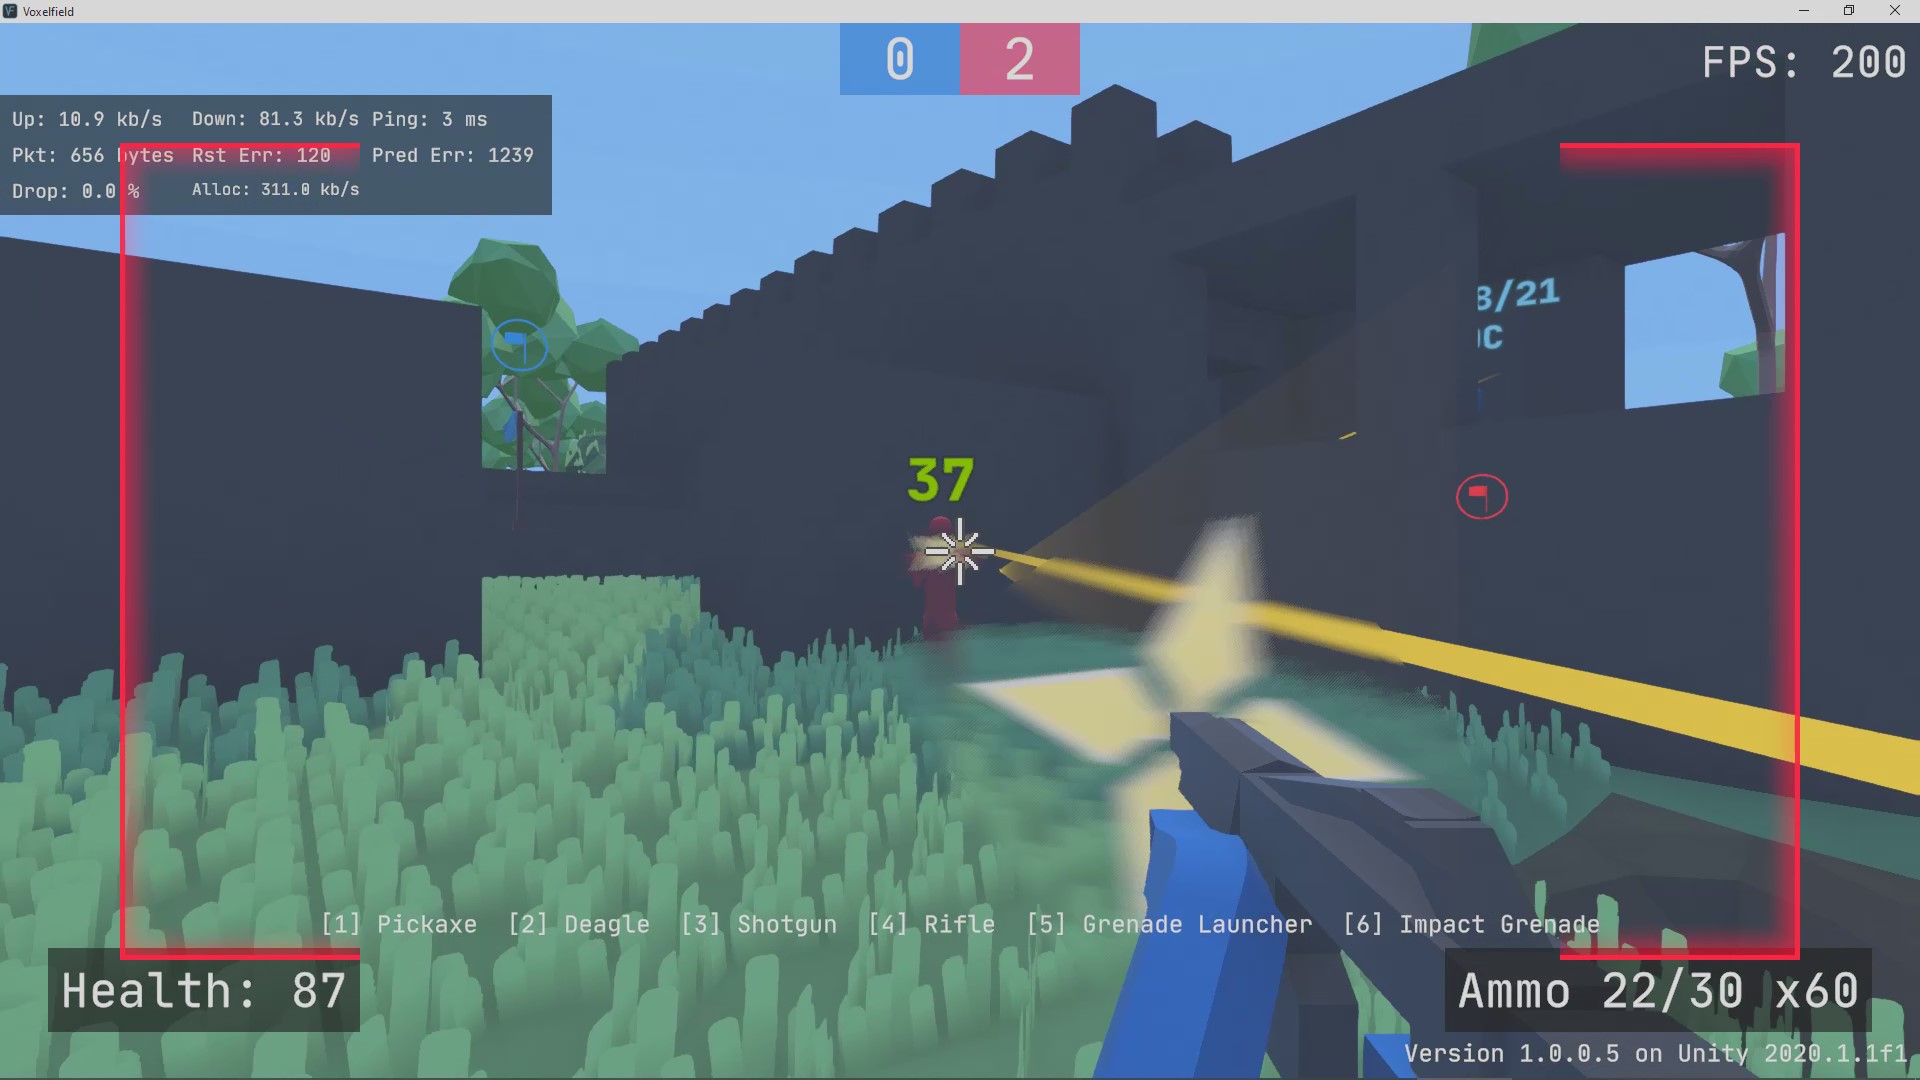 Voxelfield
0 2
FPS: 200
Up: 10.9 kb/s Down: 81.3 kb/s Ping: 3 ms
Pkt: 656 bytes Rst Err: 120 Pred Err: 1239
Drop: 0.0 % Alloc: 311.0 kb/s
/21
37
[1] Pickaxe [2] Deagle [3] Shotgun [4] Rifle [5] Grenade Launcher [6] Impact Grenade
Health: 87
Ammo 22/30 x60
Version 1.0.0.5 on Unity 2020.1.1f1